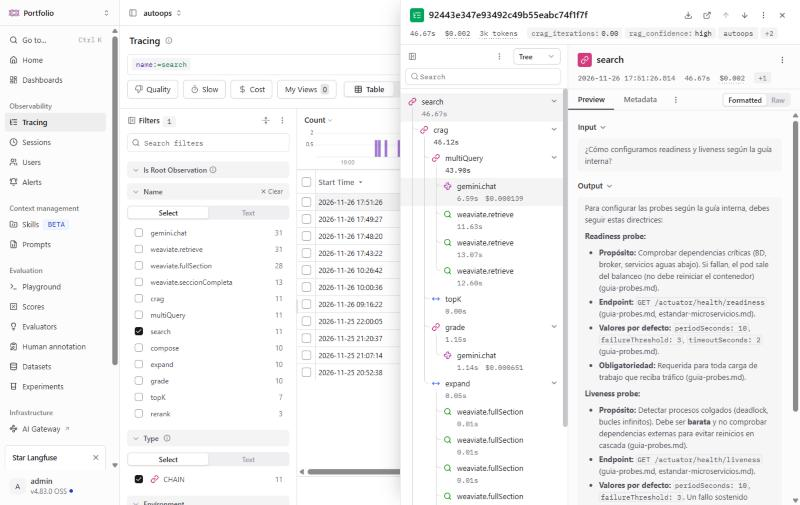 Portfolio
Go to...
Ctrl K
Home
Dashboards
Observability
Tracing
Sessions
Users
Alerts
Context management
Skills BETA
Prompts
Evaluation
Playground
Scores
Evaluators
Human annotation
Datasets
Experiments
Infrastructure
AI Gateway
Star Langfuse
A
admin
v4.83.0 OSS
autoops
Tracing
name:=search
Quality
Slow
Cost
My Views 0
Table
Filters 1
Search filters
Is Root Observation
Name
Clear
Select
Text
gemini.chat 31
weaviate.retrieve 31
weaviate.fullSection 28
weaviate.seccionCompleta 13
crag 11
multiQuery 11
search 11
compose 10
expand 10
grade 10
topK 7
rerank 3
Type
Select
Text
CHAIN 11
Environment
Count
2
1
0.5
19:00
Start Time
2026-11-26 17:51:26
2026-11-26 17:49:27
2026-11-26 17:48:20
2026-11-26 17:43:22
2026-11-26 10:26:42
2026-11-26 10:00:36
2026-11-26 09:16:22
2026-11-25 22:00:05
2026-11-25 21:20:37
2026-11-25 21:07:14
2026-11-25 20:52:38
92443e347e93492c49b55eabc74f1f7f
46.67s $0.002 3k tokens crag_iterations: 0.00 rag_confidence: high autoops +2
Tree
Search
search
46.67s
crag
46.12s
multiQuery
43.90s
gemini.chat
6.59s $0.000139
weaviate.retrieve
11.63s
weaviate.retrieve
13.07s
weaviate.retrieve
12.60s
topK
0.00s
grade
1.15s
gemini.chat
1.14s $0.000651
expand
0.05s
weaviate.fullSection
0.01s
weaviate.fullSection
0.01s
weaviate.fullSection
0.01s
weaviate.fullSection
search
2026-11-26 17:51:26.814 46.67s $0.002 +1
Preview
Metadata
Formatted
Raw
Input
¿Cómo configuramos readiness y liveness según la guía
interna?
Output
Para configurar las probes según la guía interna, debes
seguir estas directrices:
Readiness probe:
• Propósito: Comprobar dependencias críticas (BD,
broker, servicios aguas abajo). Si fallan, el pod sale
del balanceo (no debe reiniciar el contenedor)
(guia-probes.md).
• Endpoint: GET /actuator/health/readiness
(guia-probes.md, estandar-microservicios.md).
• Valores por defecto: periodSeconds: 10,
failureThreshold: 3, timeoutSeconds: 2
(guia-probes.md).
• Obligatoriedad: Requerida para toda carga de
trabajo que reciba tráfico (guia-probes.md).
Liveness probe:
• Propósito: Detectar procesos colgados (deadlock,
bucles infinitos). Debe ser barata y no comprobar
dependencias externas para evitar reinicios en
cascada (guia-probes.md).
• Endpoint: GET /actuator/health/liveness
(guia-probes.md, estandar-microservicios.md).
• Valores por defecto: periodSeconds: 10,
failureThreshold: 3. Un fallo sostenido